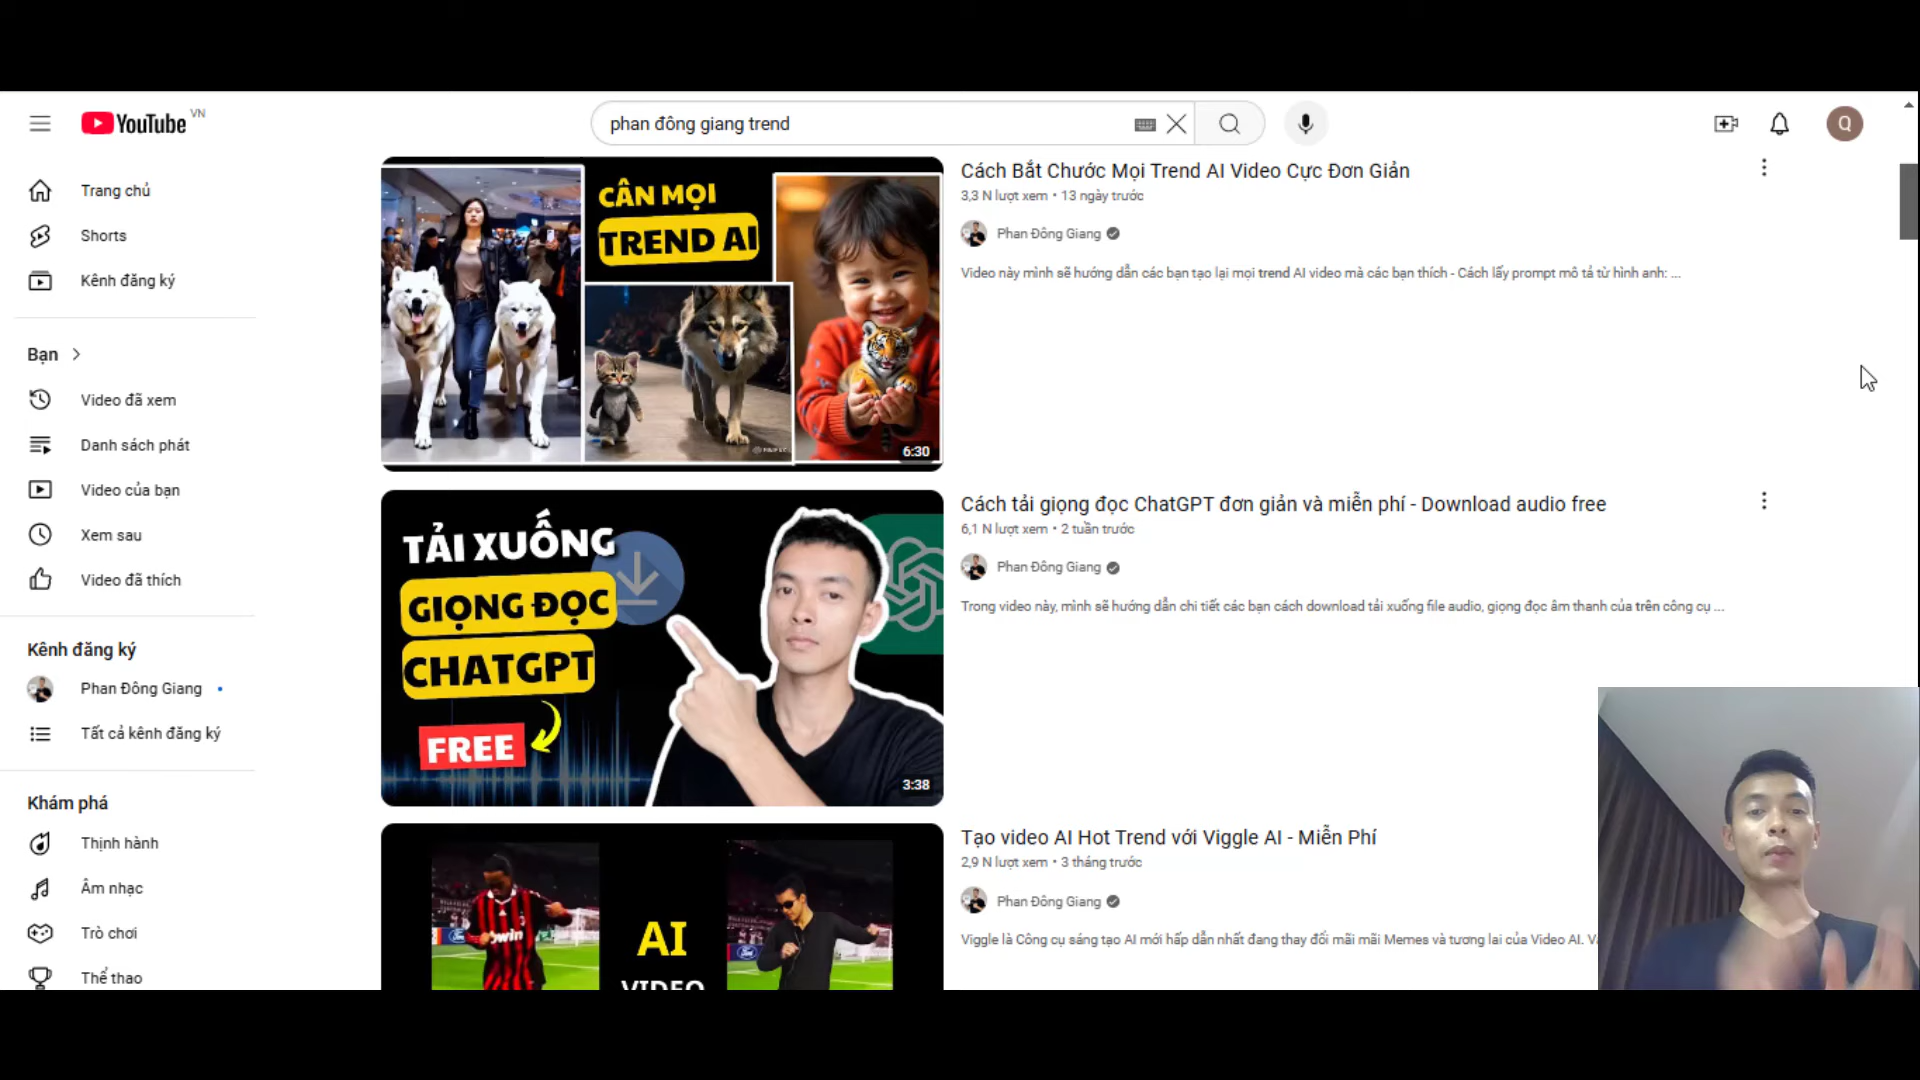 YouTube VN
phan đông giang trend
Q
Trang chủ
Shorts
Kênh đăng ký
Bạn
Video đã xem
Danh sách phát
Video của bạn
Xem sau
Video đã thích
Kênh đăng ký
Phan Đông Giang
Tất cả kênh đăng ký
Khám phá
Thịnh hành
Âm nhạc
Trò chơi
Thể thao
CÂN MỌI
TREND AI
6:30
Cách Bắt Chước Mọi Trend AI Video Cực Đơn Giản
3,3 N lượt xem • 13 ngày trước
Phan Đông Giang
Video này mình sẽ hướng dẫn các bạn tạo lại mọi trend AI video mà các bạn thích - Cách lấy prompt mô tả từ hình anh: ...
TẢI XUỐNG
GIỌNG ĐỌC
CHATGPT
FREE
3:38
Cách tải giọng đọc ChatGPT đơn giản và miễn phí - Download audio free
6,1 N lượt xem • 2 tuần trước
Phan Đông Giang
Trong video này, mình sẽ hướng dẫn chi tiết các bạn cách download tải xuống file audio, giọng đọc âm thanh của trên công cụ ...
bwin
AI
VIDEO
Tạo video AI Hot Trend với Viggle AI - Miễn Phí
2,9 N lượt xem • 3 tháng trước
Phan Đông Giang
Viggle là Công cụ sáng tạo AI mới hấp dẫn nhất đang thay đổi mãi mãi Memes và tương lai của Video AI.